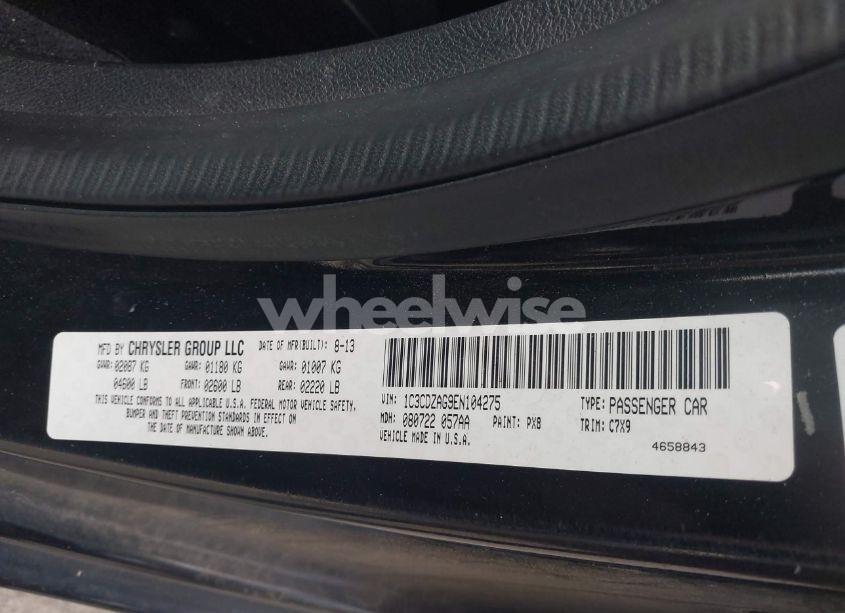 wheelwise
MFD BY CHRYSLER GROUP LLC DATE OF MFR(BUILT): 8-13
GVWR: 02087 KG GAWR: 01180 KG GAWR: 01007 KG
04600 LB FRONT: 02600 LB REAR: 02220 LB
THIS VEHICLE CONFORMS TO ALL APPLICABLE U.S.A. FEDERAL MOTOR VEHICLE SAFETY,
BUMPER AND THEFT PREVENTION STANDARDS IN EFFECT ON
THE DATE OF MANUFACTURE SHOWN ABOVE.
VIN: 1C3CDZAG9EN104275 TYPE: PASSENGER CAR
MDH: 080722 057AA PAINT: PX8 TRIM: C7X9
VEHICLE MADE IN U.S.A.
4658843